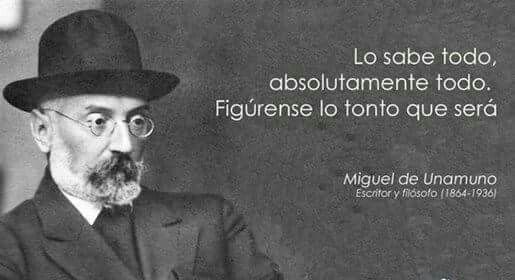 Lo sabe todo,
absolutamente todo.
Figúrense lo tonto que será
Miguel de Unamuno
Escritor y filósofo (1864-1936)